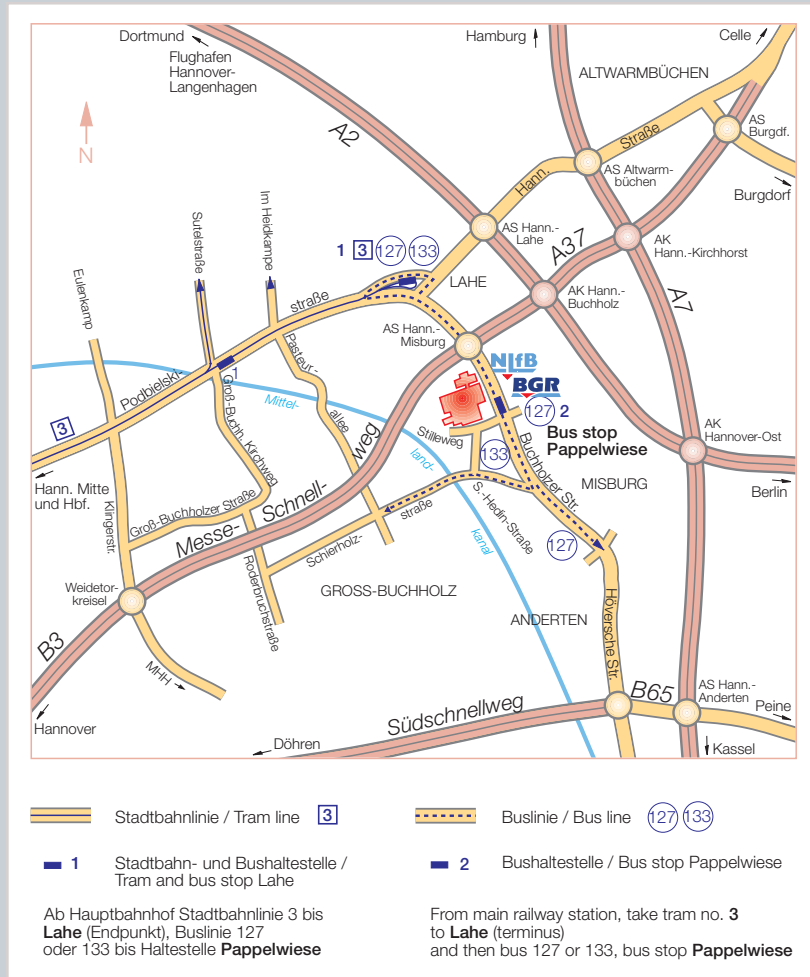 Dortmund
Flughafen
Hannover-
Langenhagen
Hamburg
Celle
ALTWARMBÜCHEN
N
A2
AS
Burgdf.
Straße
Hann.
AS Altwarm-
büchen
Burgdorf
Sutelstraße
Im Heidkampe
AS Hann.-
Lahe
A37
AK
Hann.-Kirchhorst
1 3 127 133
LAHE
Eulenkamp
straße
AK Hann.-
Buchholz
A7
AS Hann.-
Misburg
Pasteur-
allee
NLfB
BGR
Podbielski-
1
Mittel-
land-
kanal
127 2
Bus stop
Pappelwiese
Stilleweg
3
Groß-Buchh. Kirchweg
weg
133
Buchholzer Str.
AK
Hannover-Ost
Hann. Mitte
und Hbf.
Klingerstr.
Groß-Buchholzer Straße
Messe-
Schnell-
straße
S.-Hedin-Straße
MISBURG
Berlin
Schierholz-
127
Roderbruchstraße
Weidetor-
kreisel
GROSS-BUCHHOLZ
ANDERTEN
Höversche Str.
B3
MHH
Südschnellweg
B65
AS Hann.-
Anderten
Peine
Hannover
Döhren
Kassel
Stadtbahnlinie / Tram line 3
Buslinie / Bus line 127 133
1 Stadtbahn- und Bushaltestelle /
Tram and bus stop Lahe
2 Bushaltestelle / Bus stop Pappelwiese
Ab Hauptbahnhof Stadtbahnlinie 3 bis
Lahe (Endpunkt), Buslinie 127
oder 133 bis Haltestelle Pappelwiese
From main railway station, take tram no. 3
to Lahe (terminus)
and then bus 127 or 133, bus stop Pappelwiese